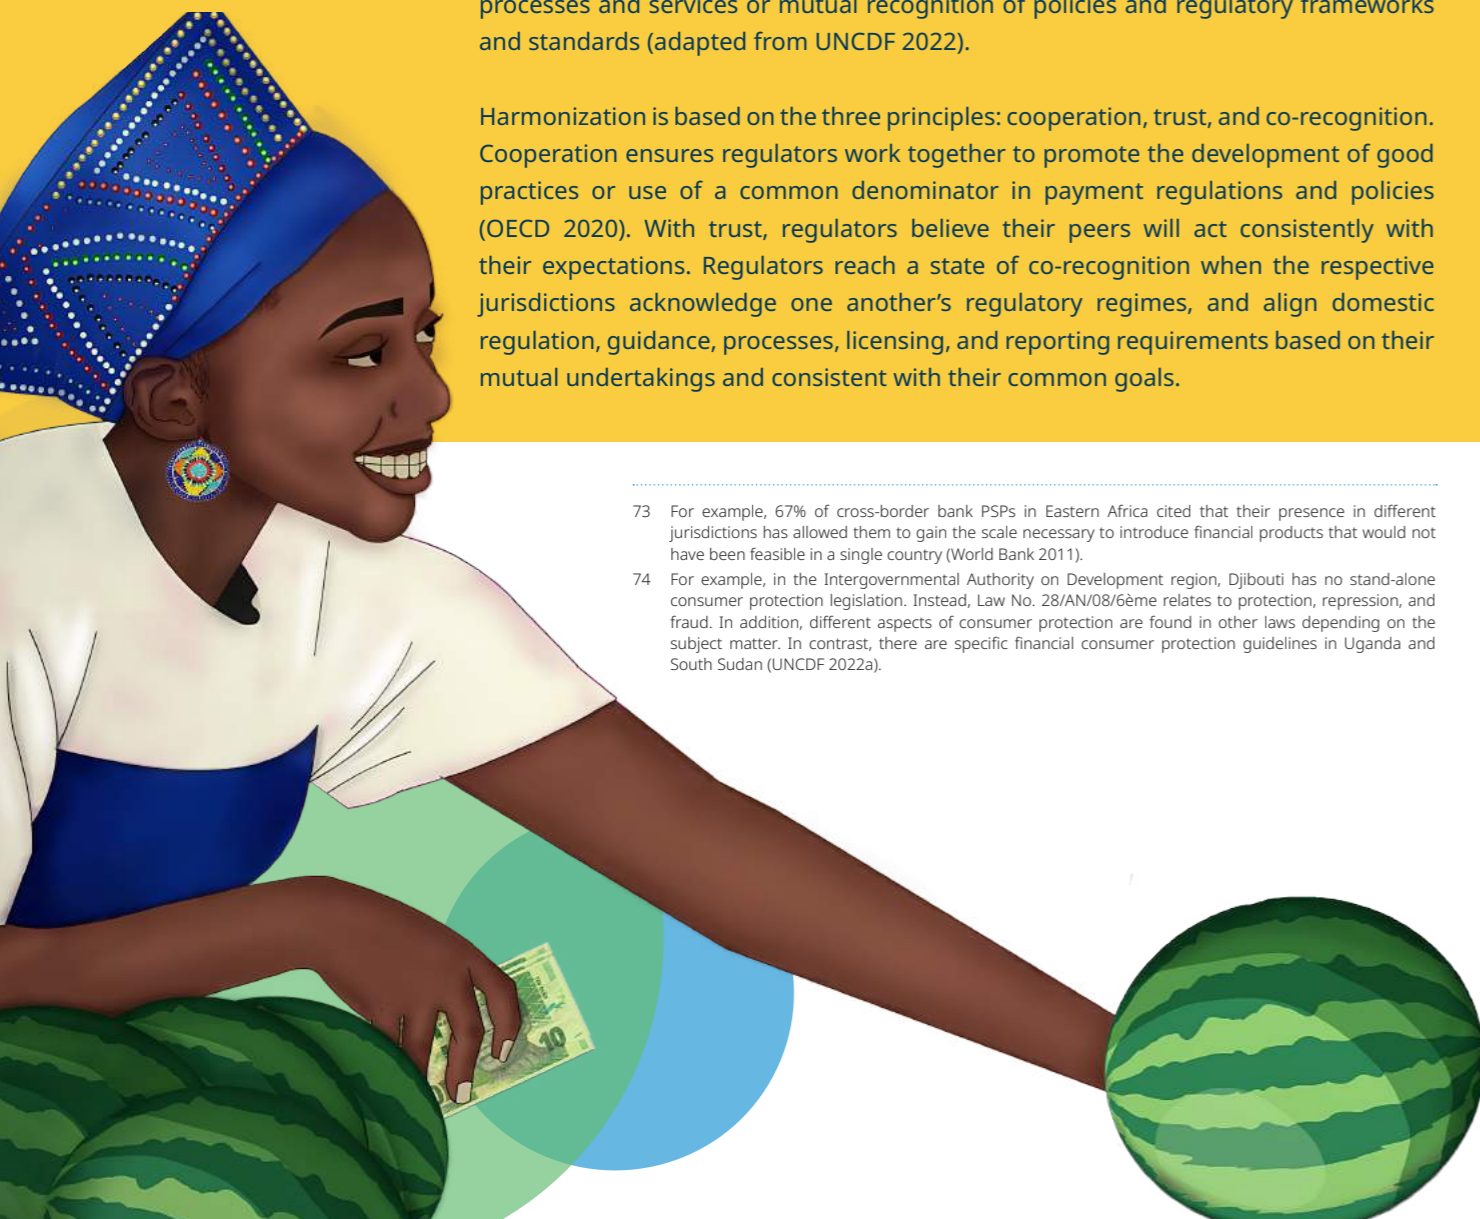 processes and services or mutual recognition of policies and regulatory frameworks
and standards (adapted from UNCDF 2022).
Harmonization is based on the three principles: cooperation, trust, and co-recognition.
Cooperation ensures regulators work together to promote the development of good
practices or use of a common denominator in payment regulations and policies
(OECD 2020). With trust, regulators believe their peers will act consistently with
their expectations. Regulators reach a state of co-recognition when the respective
jurisdictions acknowledge one another’s regulatory regimes, and align domestic
regulation, guidance, processes, licensing, and reporting requirements based on their
mutual undertakings and consistent with their common goals.
73 For example, 67% of cross-border bank PSPs in Eastern Africa cited that their presence in different
jurisdictions has allowed them to gain the scale necessary to introduce financial products that would not
have been feasible in a single country (World Bank 2011).
74 For example, in the Intergovernmental Authority on Development region, Djibouti has no stand-alone
consumer protection legislation. Instead, Law No. 28/AN/08/6ème relates to protection, repression, and
fraud. In addition, different aspects of consumer protection are found in other laws depending on the
subject matter. In contrast, there are specific financial consumer protection guidelines in Uganda and
South Sudan (UNCDF 2022a).
10